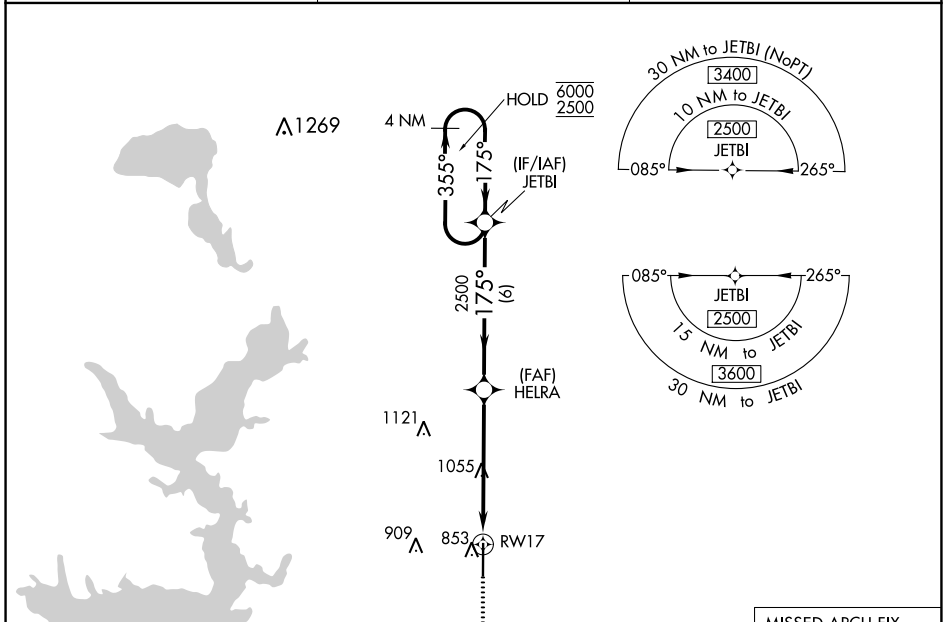 30 NM to JETBI (NoPT)
3400
10 NM to JETBI
2500
JETBI
085°
265°
HOLD 6000
2500
4 NM
1269
355°
175°
(IF/IAF)
JETBI
2500
175°
(6)
085°
265°
JETBI
2500
15 NM to JETBI
3600
30 NM to JETBI
(FAF)
HELRA
1121
1055
909
853
RW17
MISSED APCH FIX